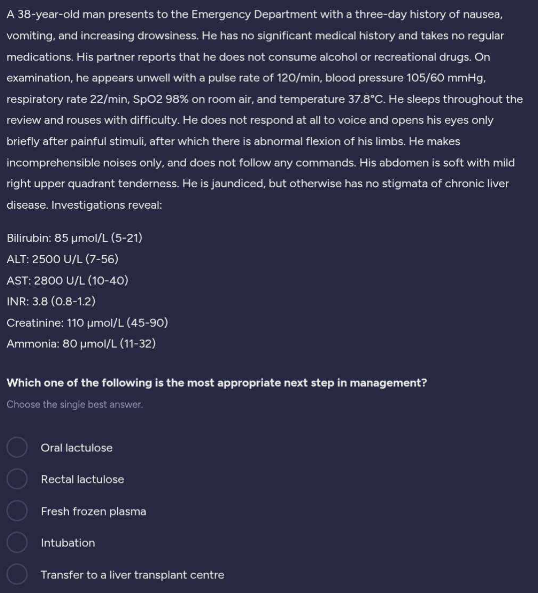 A 38-year-old man presents to the Emergency Department with a three-day history of nausea,
vomiting, and increasing drowsiness. He has no significant medical history and takes no regular
medications. His partner reports that he does not consume alcohol or recreational drugs. On
examination, he appears unwell with a pulse rate of 120/min, blood pressure 105/60 mmHg,
respiratory rate 22/min, SpO2 98% on room air, and temperature 37.8°C. He sleeps throughout the
review and rouses with difficulty. He does not respond at all to voice and opens his eyes only
briefly after painful stimuli, after which there is abnormal flexion of his limbs. He makes
incomprehensible noises only, and does not follow any commands. His abdomen is soft with mild
right upper quadrant tenderness. He is jaundiced, but otherwise has no stigmata of chronic liver
disease. Investigations reveal:
Bilirubin: 85 µmol/L (5-21)
ALT: 2500 U/L (7-56)
AST: 2800 U/L (10-40)
INR: 3.8 (0.8-1.2)
Creatinine: 110 µmol/L (45-90)
Ammonia: 80 µmol/L (11-32)
Which one of the following is the most appropriate next step in management?
Choose the single best answer.
Oral lactulose
Rectal lactulose
Fresh frozen plasma
Intubation
Transfer to a liver transplant centre